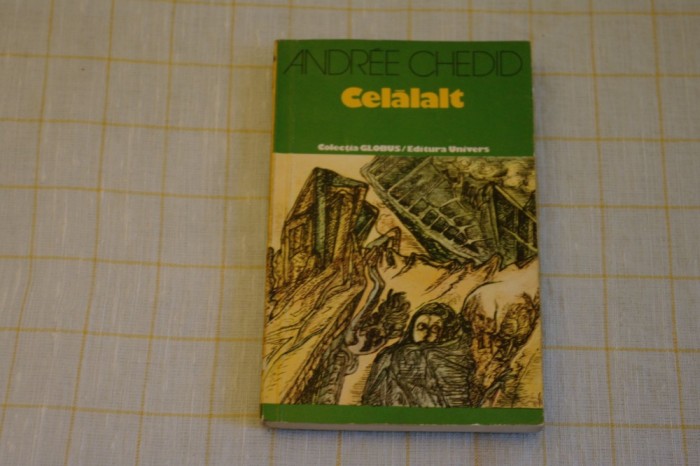 ANDRÉE CHEDID
Celălalt
Colecția GLOBUS/Editura Univers